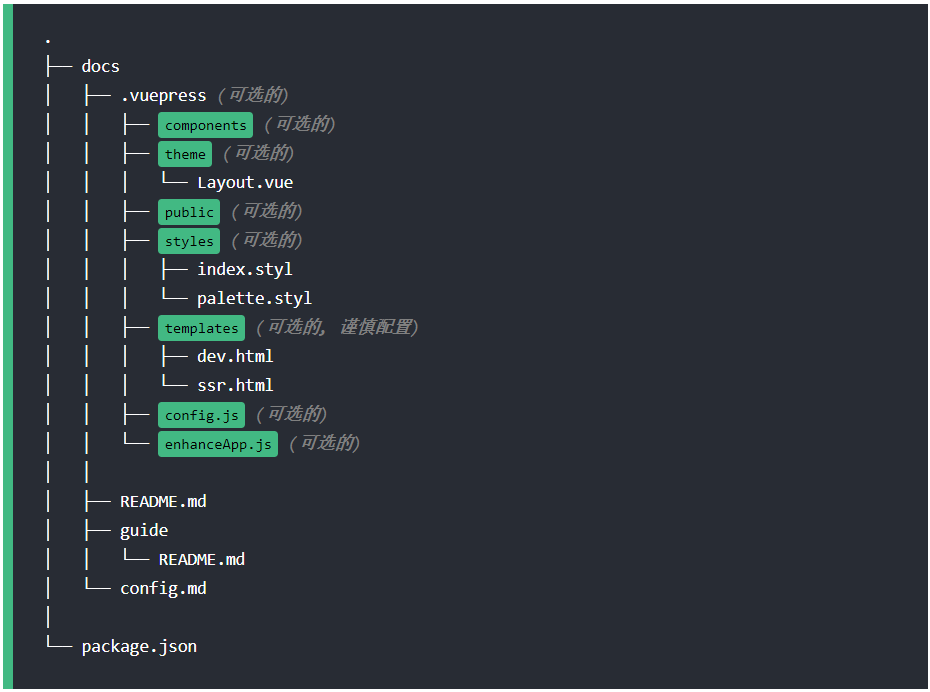 .
├── docs
│   ├── .vuepress (可选的)
│   │   ├── components (可选的)
│   │   ├── theme (可选的)
│   │   │   └── Layout.vue
│   │   ├── public (可选的)
│   │   ├── styles (可选的)
│   │   │   ├── index.styl
│   │   │   └── palette.styl
│   │   ├── templates (可选的, 谨慎配置)
│   │   │   ├── dev.html
│   │   │   └── ssr.html
│   │   ├── config.js (可选的)
│   │   └── enhanceApp.js (可选的)
│   │
│   ├── README.md
│   ├── guide
│   │   └── README.md
│   └── config.md
│
└── package.json